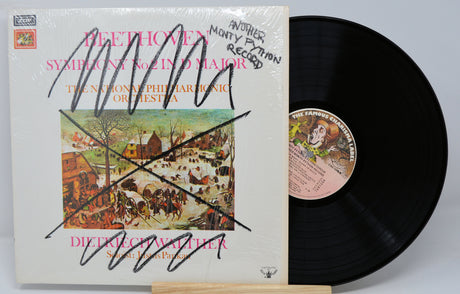 BEETHOVEN
SYMPHONY No. 2 IN D MAJOR
THE NATIONAL PHILHARMONIC
ORCHESTRA
ANOTHER
MONTY PYTHON
RECORD
DIETRIECH WALTHER
THE FAMOUS CHARISMA LABEL